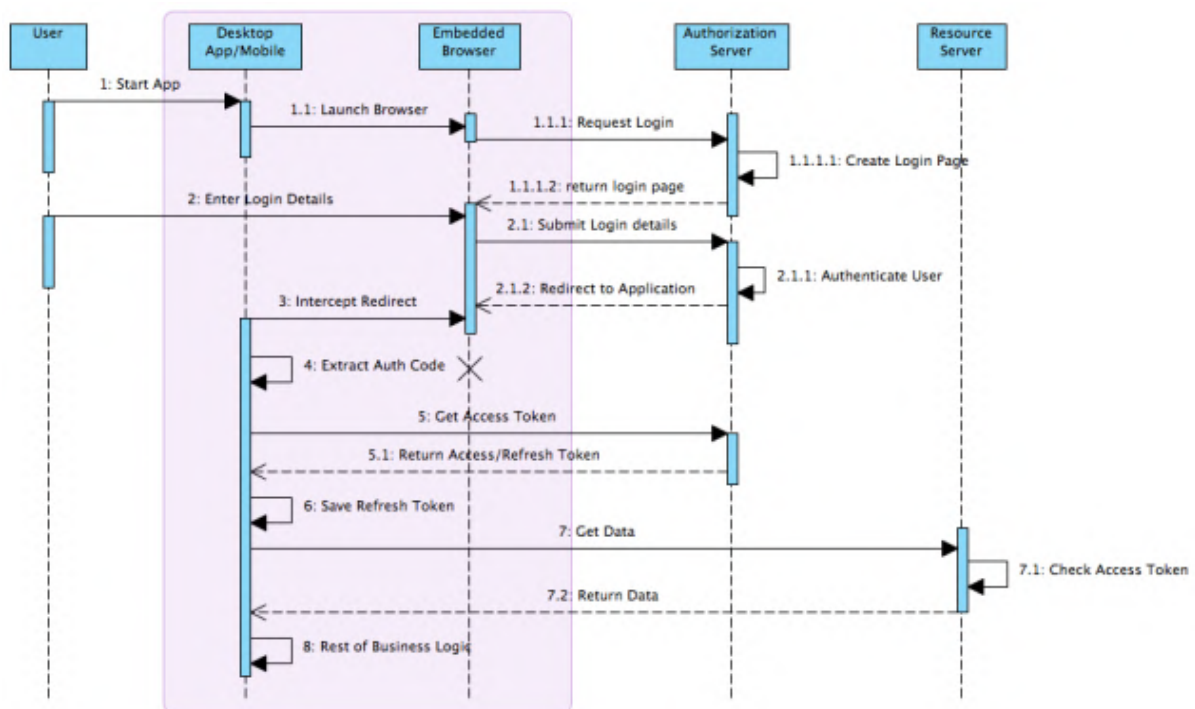 User
Desktop
App/Mobile
Embedded
Browser
Authorization
Server
Resource
Server
1: Start App
1.1: Launch Browser
1.1.1: Request Login
1.1.1.1: Create Login Page
1.1.1.2: return login page
2: Enter Login Details
2.1: Submit Login details
2.1.1: Authenticate User
2.1.2: Redirect to Application
3: Intercept Redirect
4: Extract Auth Code
5: Get Access Token
5.1: Return Access/Refresh Token
6: Save Refresh Token
7: Get Data
7.1: Check Access Token
7.2: Return Data
8: Rest of Business Logic